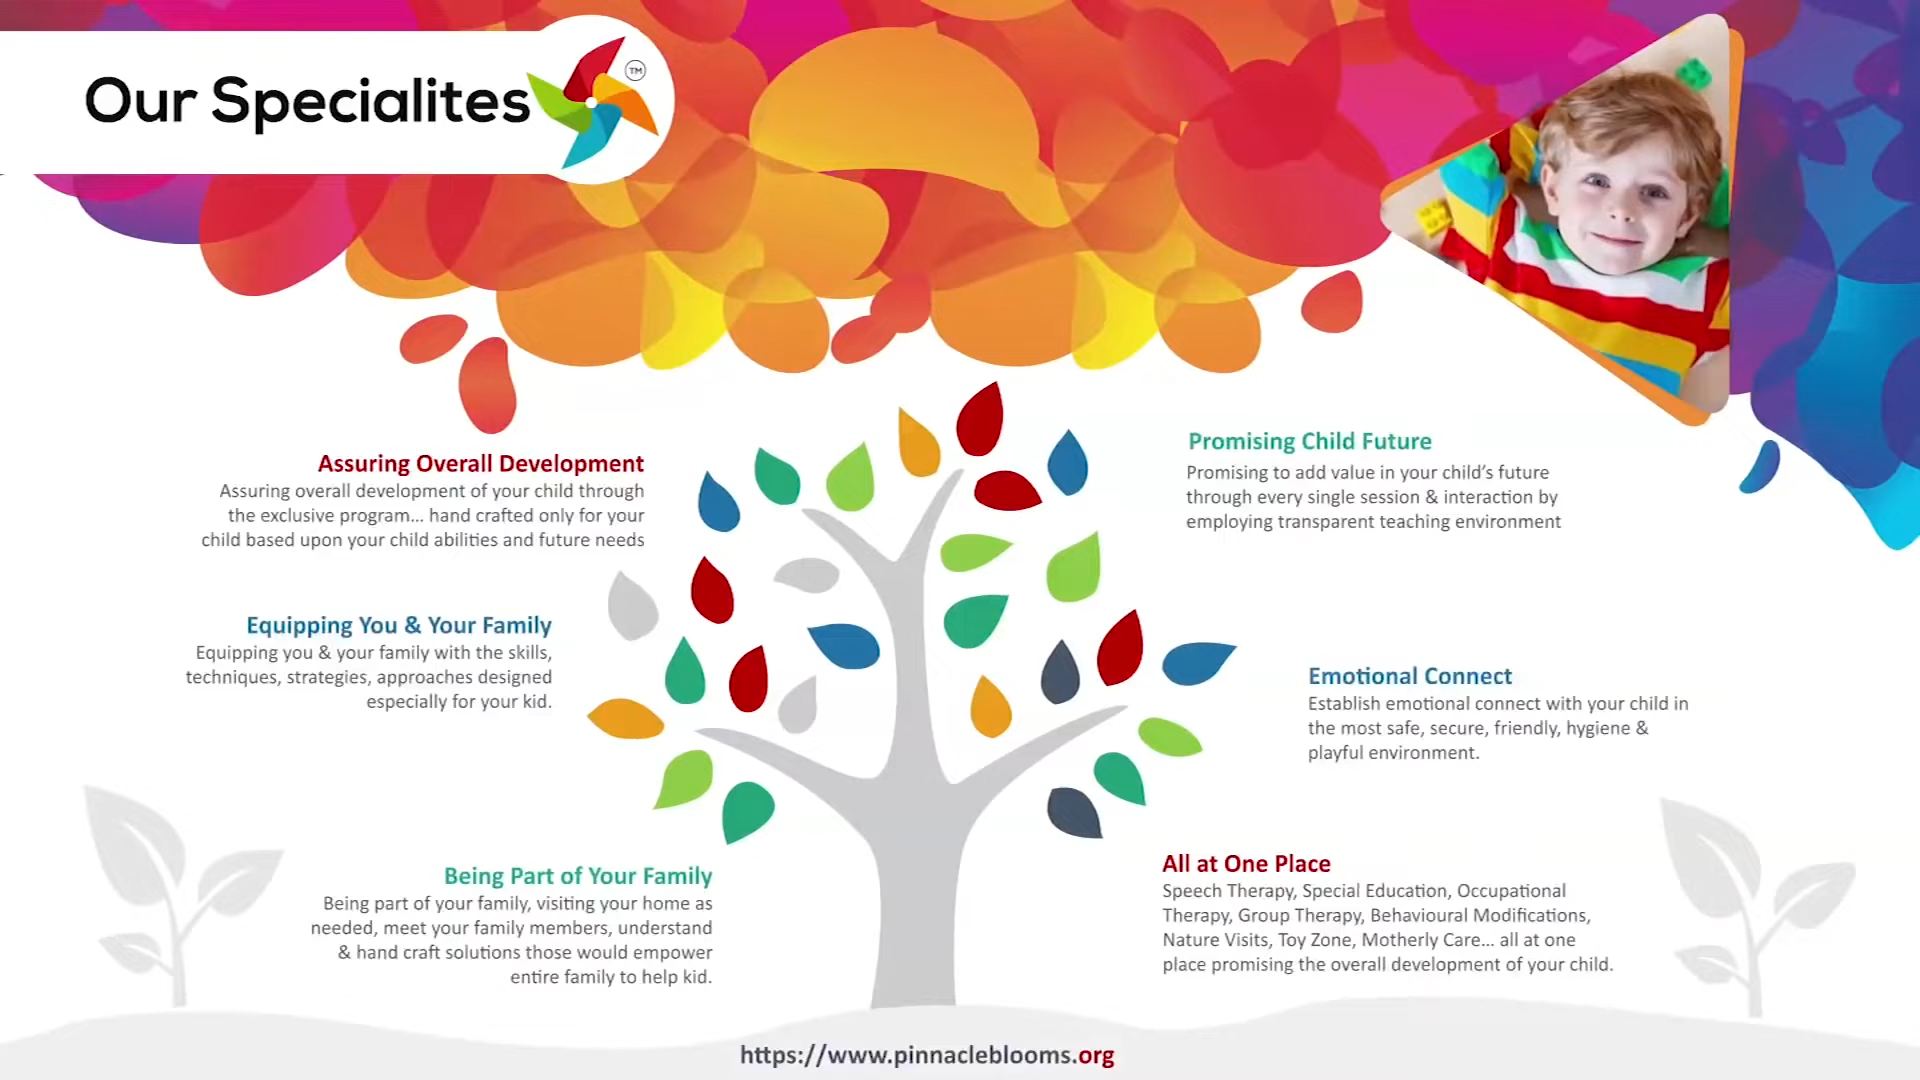 Our Specialites
TM
Assuring Overall Development
Assuring overall development of your child through
the exclusive program... hand crafted only for your
child based upon your child abilities and future needs
Equipping You & Your Family
Equipping you & your family with the skills,
techniques, strategies, approaches designed
especially for your kid.
Being Part of Your Family
Being part of your family, visiting your home as
needed, meet your family members, understand
& hand craft solutions those would empower
entire family to help kid.
Promising Child Future
Promising to add value in your child's future
through every single session & interaction by
employing transparent teaching environment
Emotional Connect
Establish emotional connect with your child in
the most safe, secure, friendly, hygiene &
playful environment.
All at One Place
Speech Therapy, Special Education, Occupational
Therapy, Group Therapy, Behavioural Modifications,
Nature Visits, Toy Zone, Motherly Care... all at one
place promising the overall development of your child.
https://www.pinnacleblooms.org